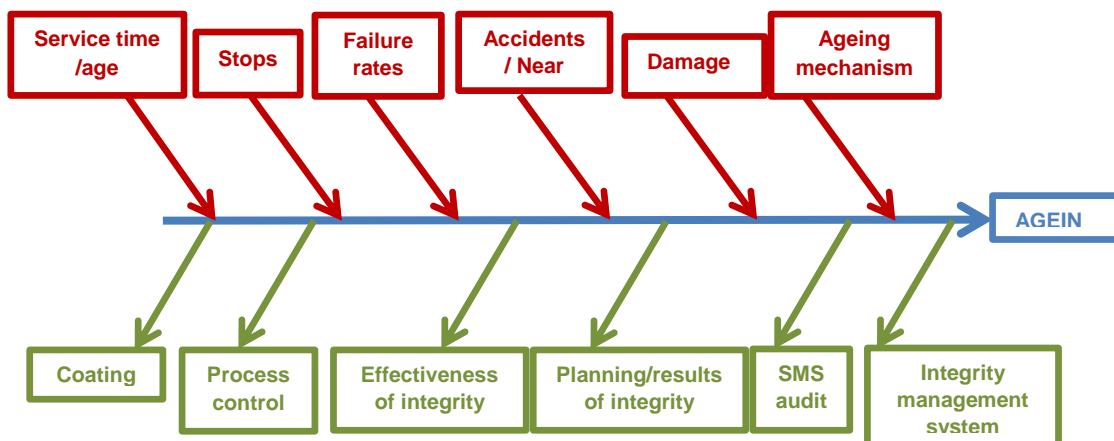 Service time
/age
Stops
Failure
rates
Accidents
/ Near
Damage
Ageing
mechanism
AGEIN
Coating
Process
control
Effectiveness
of integrity
Planning/results
of integrity
SMS
audit
Integrity
management
system